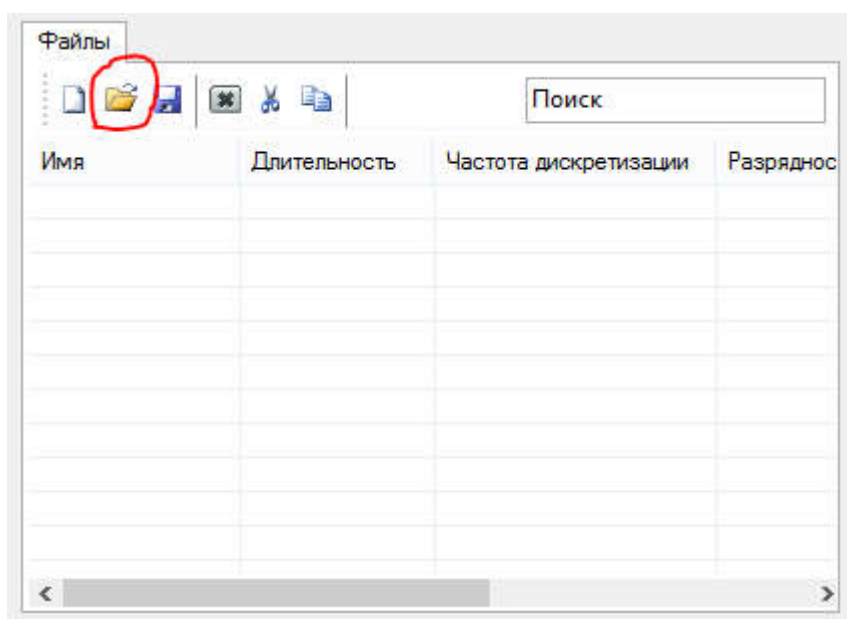 Файлы
Поиск
Имя Длительность Частота дискретизации Разряднос